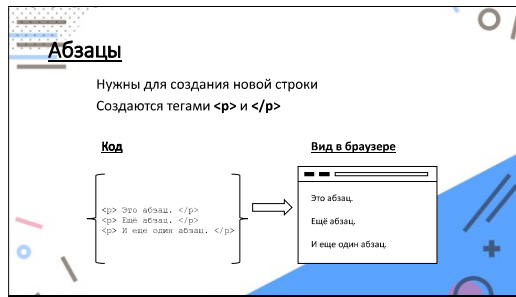 Абзацы
Нужны для создания новой строки
Создаются тегами <p> и </p>
Код
Вид в браузере
<p> Это абзац. </p>
<p> Ещё абзац. </p>
<p> И еще один абзац. </p>
Это абзац.
Ещё абзац.
И еще один абзац.